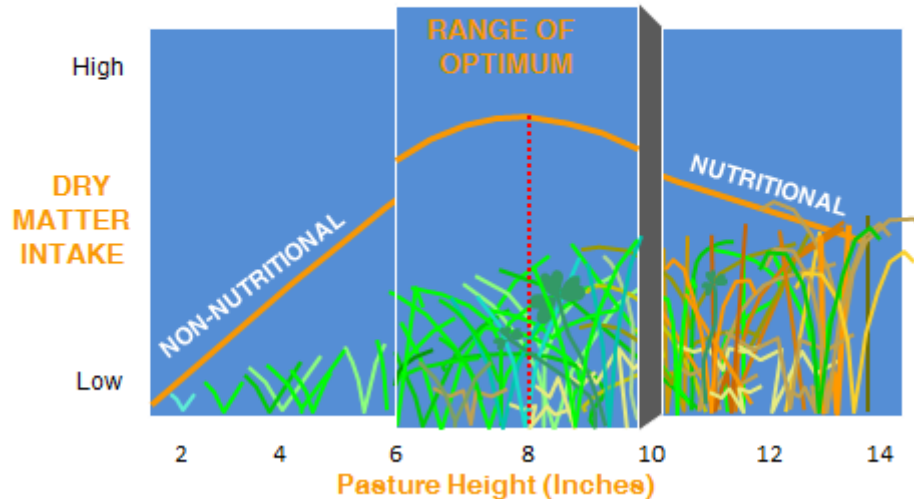 RANGE OF
OPTIMUM
High
DRY
MATTER
INTAKE
Low
NON-NUTRITIONAL
NUTRITIONAL
2 4 6 8 10 12 14
Pasture Height (Inches)